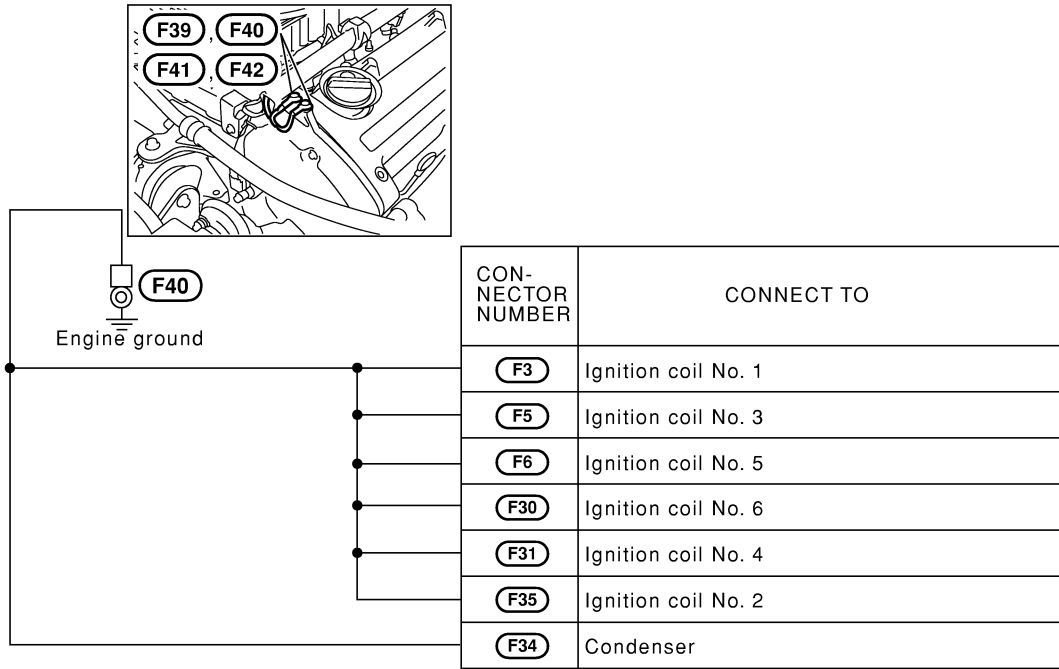 F39 , F40
F41 , F42
F40
Engine ground
CON-
NECTOR
NUMBER
CONNECT TO
F3 Ignition coil No. 1
F5 Ignition coil No. 3
F6 Ignition coil No. 5
F30 Ignition coil No. 6
F31 Ignition coil No. 4
F35 Ignition coil No. 2
F34 Condenser